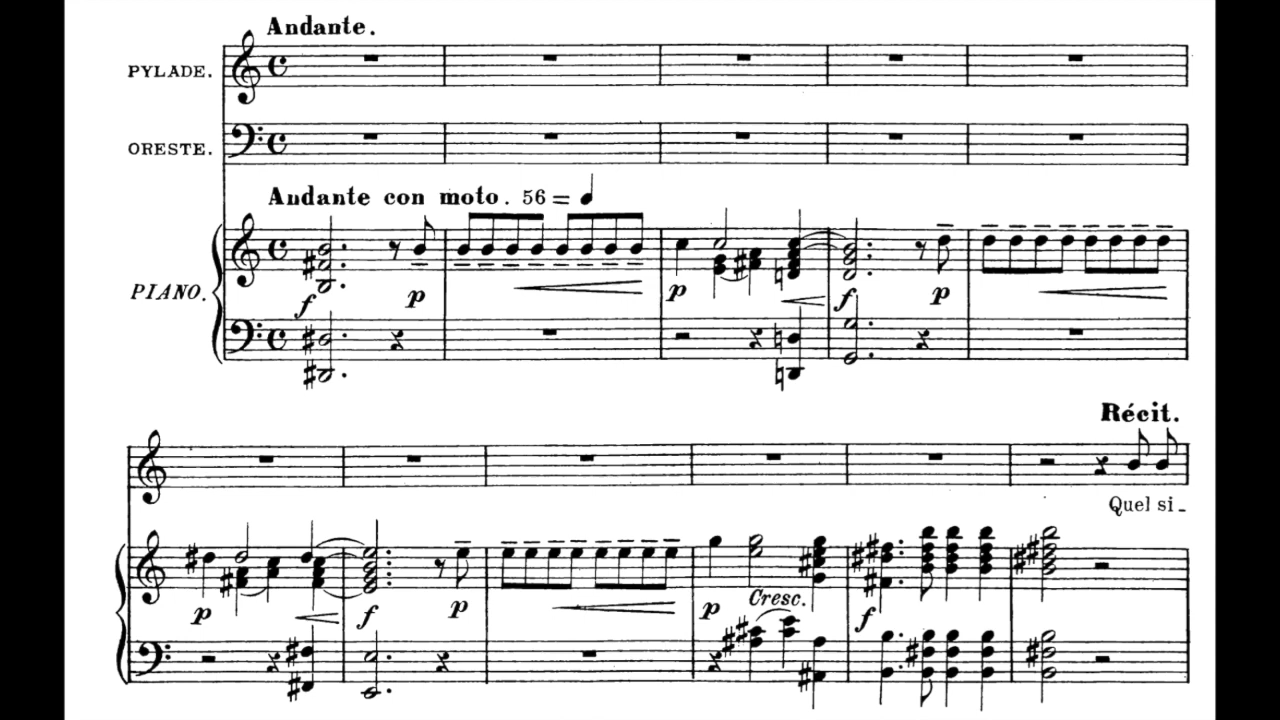 Andante.
PYLADE.
ORESTE.
Andante con moto. 56 =
PIANO.
f p p f p
Récit.
Quel si_
p f p p Cresc. f